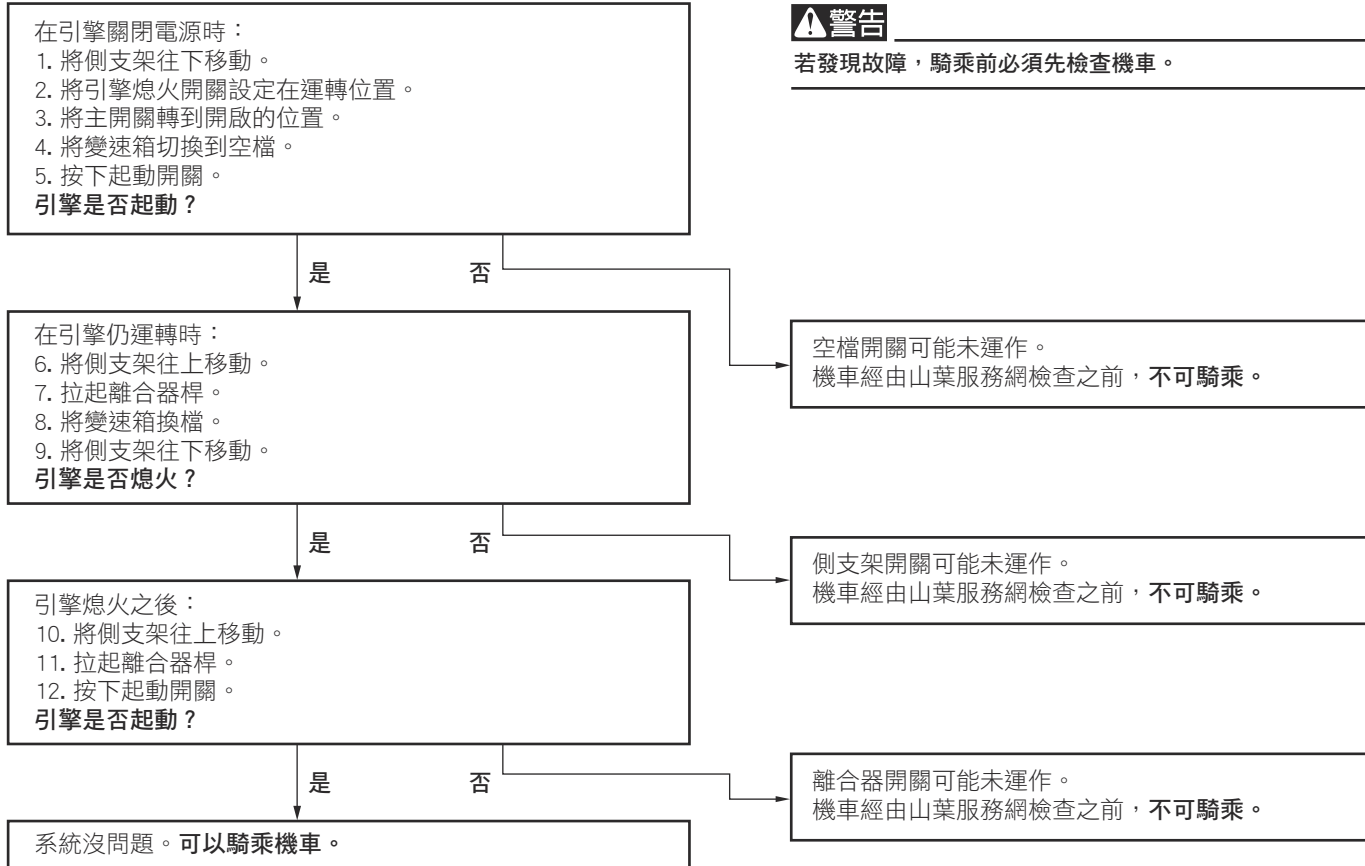 在引擎關閉電源時：
1. 將側支架往下移動。
2. 將引擎熄火開關設定在運轉位置。
3. 將主開關轉到開啟的位置。
4. 將變速箱切換到空檔。
5. 按下起動開關。
引擎是否起動？
警告
若發現故障，騎乘前必須先檢查機車。
是
否
在引擎仍運轉時：
6. 將側支架往上移動。
7. 拉起離合器桿。
8. 將變速箱換檔。
9. 將側支架往下移動。
引擎是否熄火？
空檔開關可能未運作。
機車經由山葉服務網檢查之前，不可騎乘。
是
否
引擎熄火之後：
10. 將側支架往上移動。
11. 拉起離合器桿。
12. 按下起動開關。
引擎是否起動？
側支架開關可能未運作。
機車經由山葉服務網檢查之前，不可騎乘。
是
否
系統沒問題。可以騎乘機車。
離合器開關可能未運作。
機車經由山葉服務網檢查之前，不可騎乘。